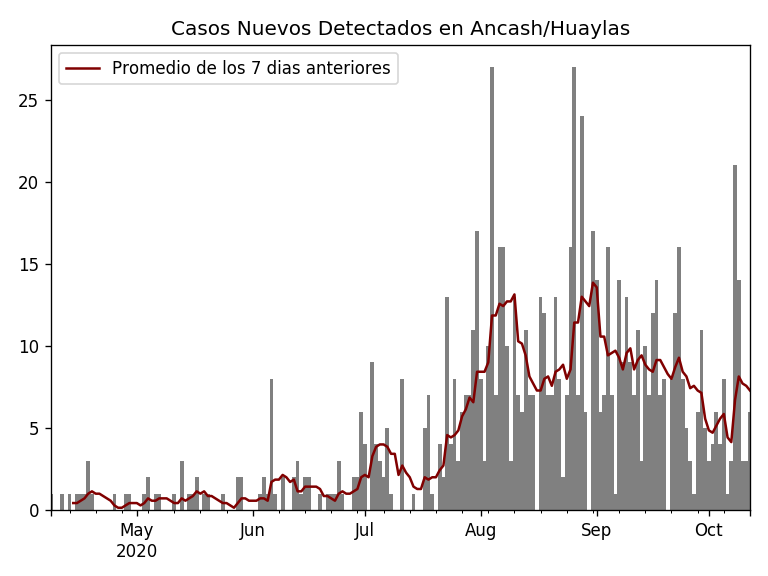 Casos Nuevos Detectados en Ancash/Huaylas
Promedio de los 7 dias anteriores
25
20
15
10
5
0
May Jun Jul Aug Sep Oct
2020